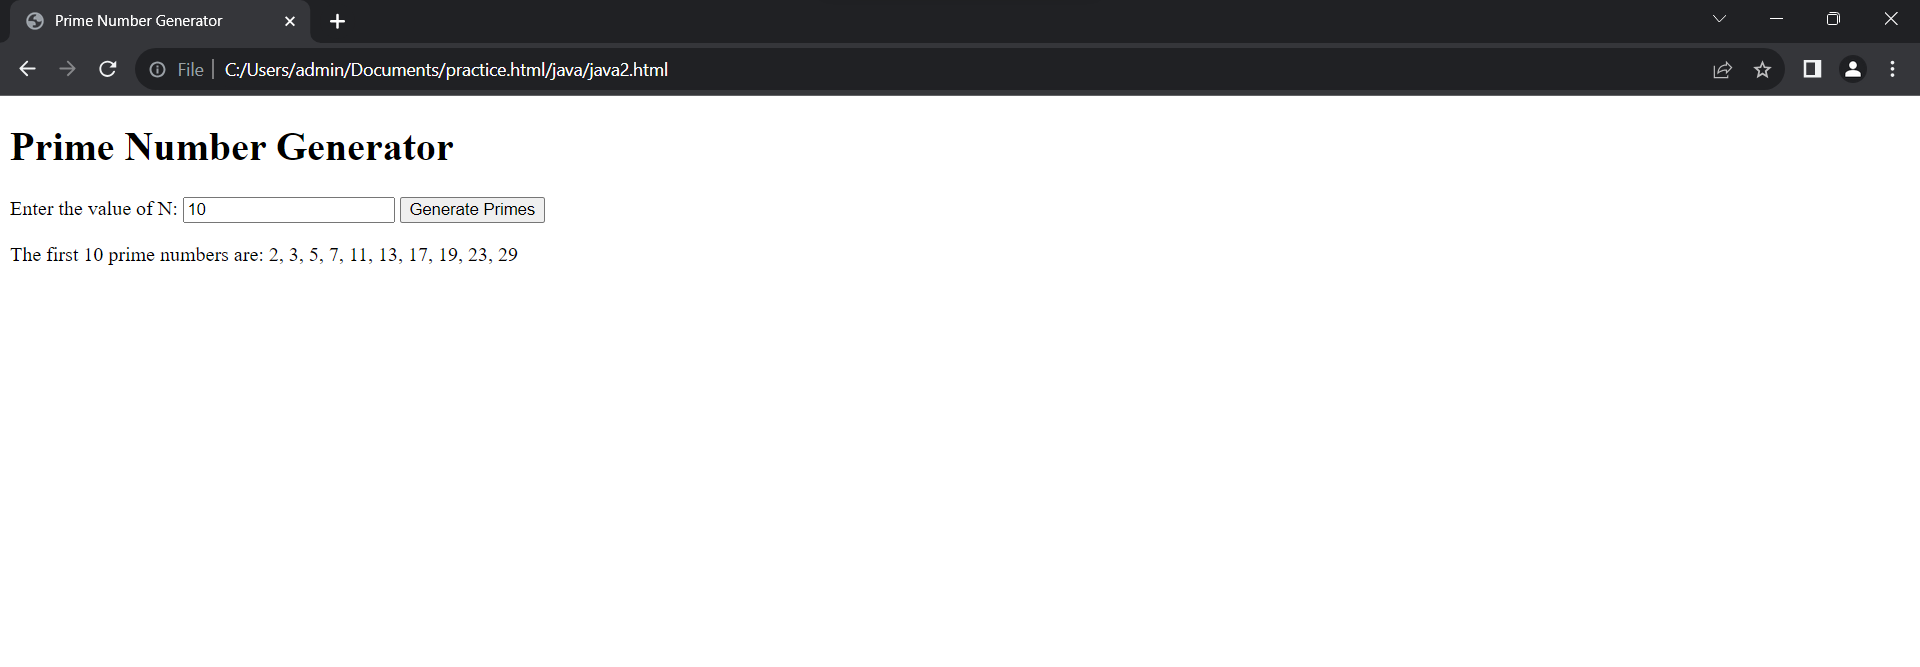 Prime Number Generator
File | C:/Users/admin/Documents/practice.html/java/java2.html
Prime Number Generator
Enter the value of N: 10 Generate Primes
The first 10 prime numbers are: 2, 3, 5, 7, 11, 13, 17, 19, 23, 29